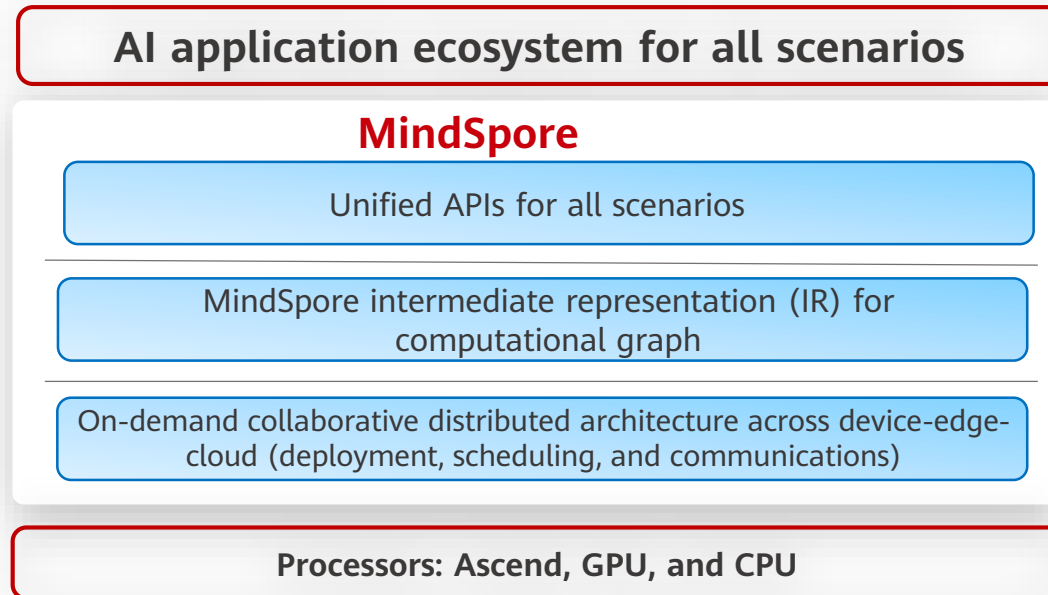 AI application ecosystem for all scenarios
MindSpore
Unified APIs for all scenarios
MindSpore intermediate representation (IR) for
computational graph
On-demand collaborative distributed architecture across device-edge-
cloud (deployment, scheduling, and communications)
Processors: Ascend, GPU, and CPU